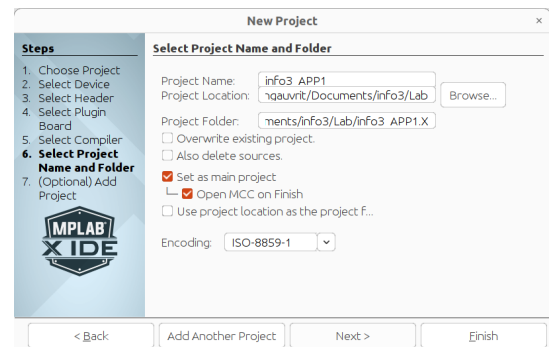 New Project
Steps
1. Choose Project
2. Select Device
3. Select Header
4. Select Plugin
Board
5. Select Compiler
6. Select Project
Name and Folder
7. (Optional) Add
Project
MPLAB
X IDE
Select Project Name and Folder
Project Name: info3_APP1
Project Location: ngauvrit/Documents/info3/Lab Browse...
Project Folder: ments/info3/Lab/info3_APP1.X
Overwrite existing project.
Also delete sources.
Set as main project
Open MCC on Finish
Use project location as the project f...
Encoding: ISO-8859-1
< Back Add Another Project Next > Finish